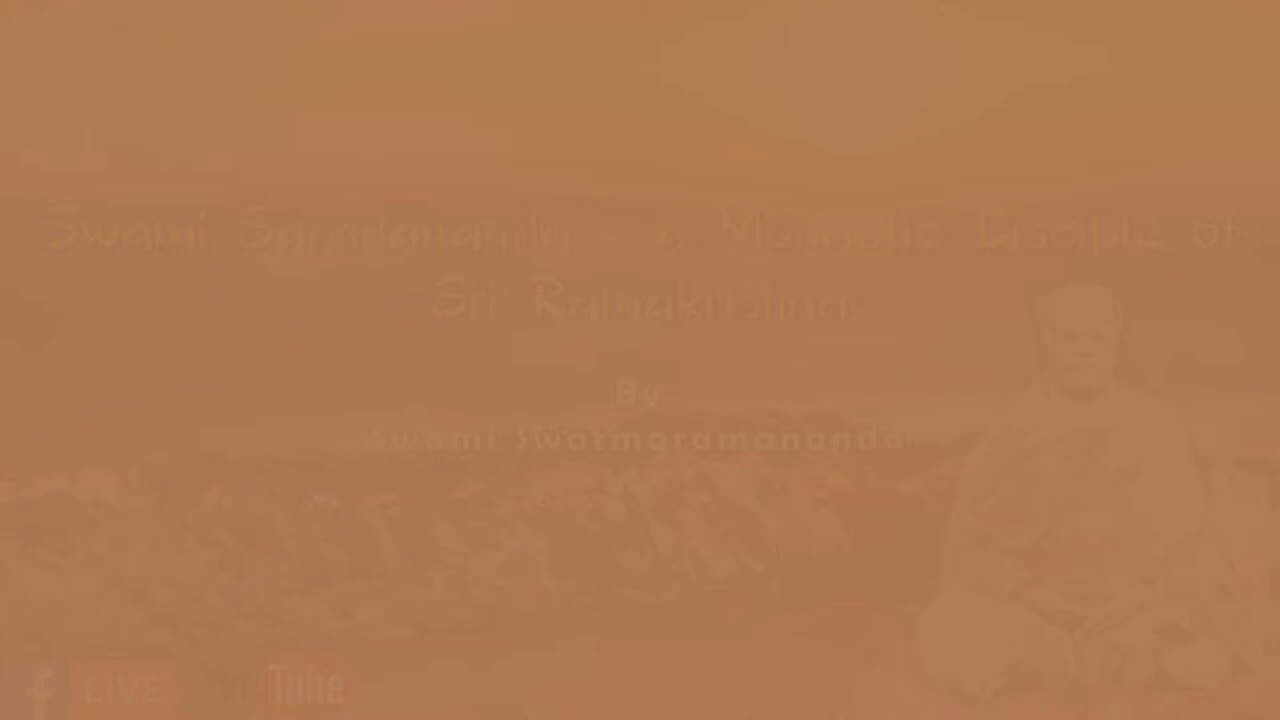 Swami Saradananda – a Monastic Disciple of
Sri Ramakrishna
By
Swami Swatmaramananda
f LIVE YouTube